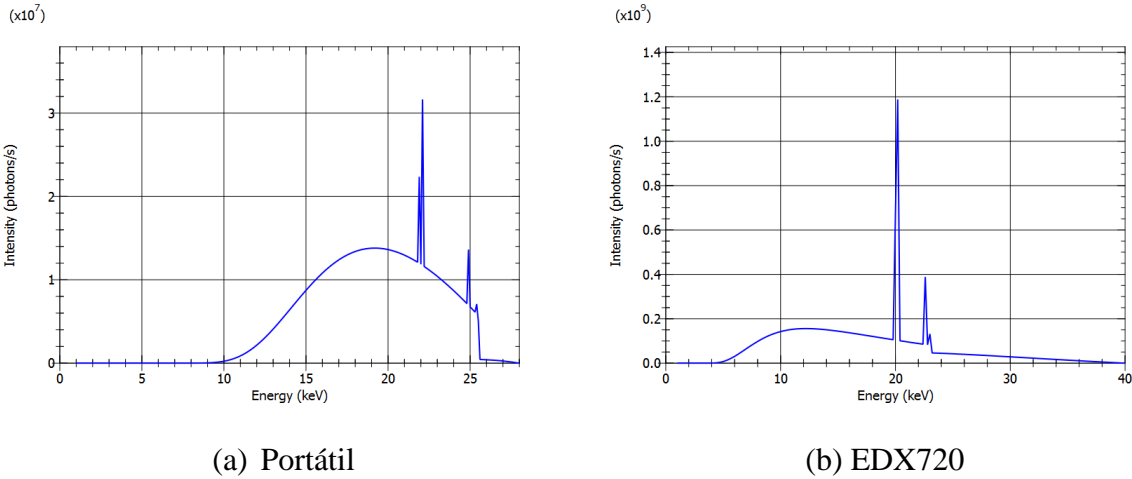 (x10⁷)
Intensity (photons/s)
3
2
1
0
0 5 10 15 20 25
Energy (keV)
(a) Portátil
(x10⁹)
Intensity (photons/s)
1.4
1.2
1.0
0.8
0.6
0.4
0.2
0.0
0 10 20 30 40
Energy (keV)
(b) EDX720